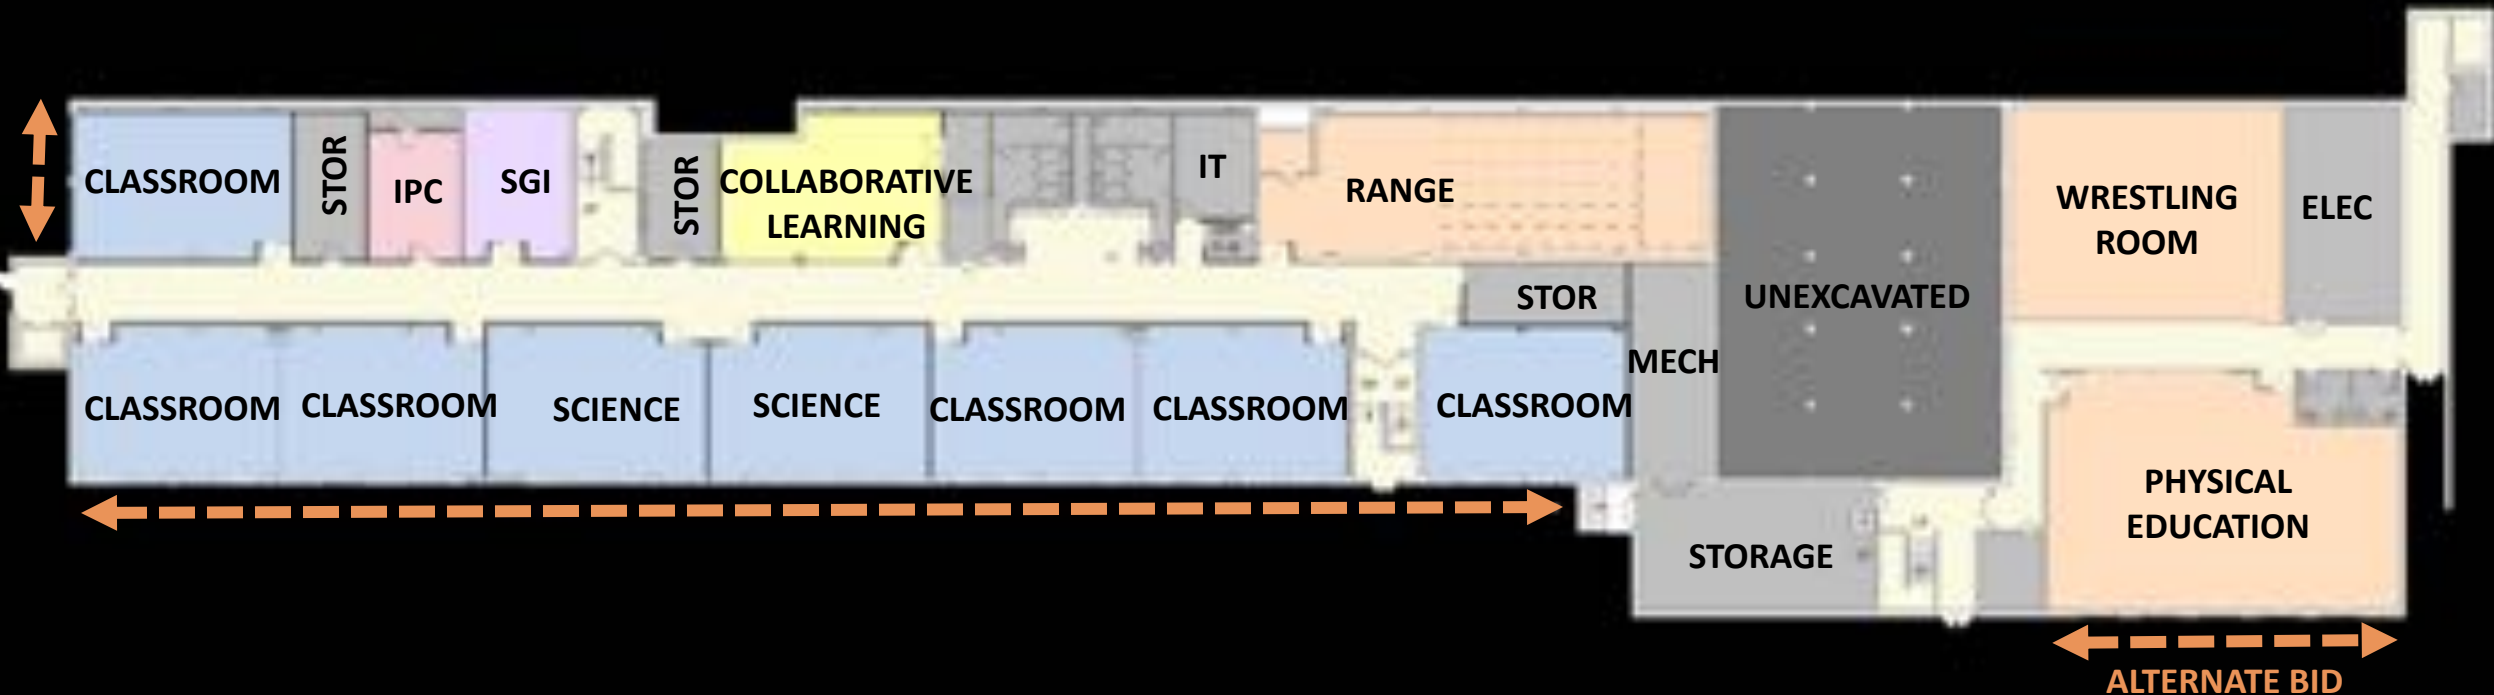 CLASSROOM
STOR
IPC
SGI
STOR
COLLABORATIVE
LEARNING
IT
RANGE
WRESTLING
ROOM
ELEC
STOR
UNEXCAVATED
MECH
CLASSROOM
CLASSROOM
SCIENCE
SCIENCE
CLASSROOM
CLASSROOM
CLASSROOM
STORAGE
PHYSICAL
EDUCATION
ALTERNATE BID